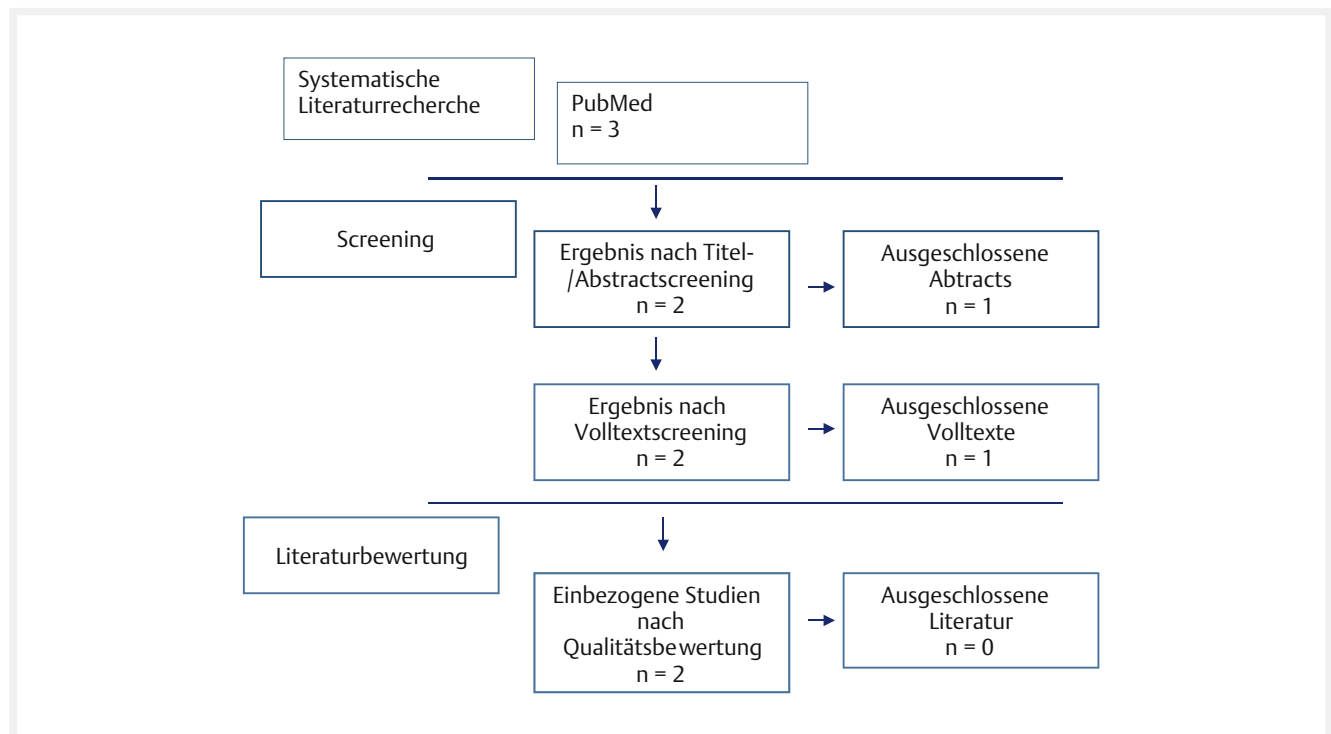 Systematische
Literaturrecherche
PubMed
n = 3
Screening
Ergebnis nach Titel-
/Abstractscreening
n = 2
Ausgeschlossene
Abtracts
n = 1
Ergebnis nach
Volltextscreening
n = 2
Ausgeschlossene
Volltexte
n = 1
Literaturbewertung
Einbezogene Studien
nach
Qualitätsbewertung
n = 2
Ausgeschlossene
Literatur
n = 0